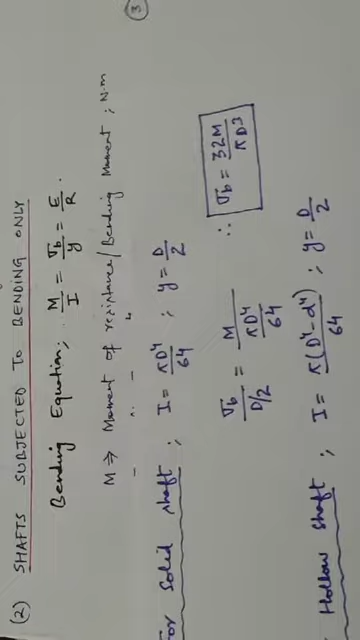 ③
(2) SHAFTS SUBJECTED TO BENDING ONLY
Bending Equation; M/I = σb/y = E/R.
M ⇒ Moment of resistance/Bending Moment; N.m
For Solid shaft; I = πD⁴/64 ; y = D/2
σb/D/2 = M/πD⁴/64 ∴ σb = 32M/πD³
Hollow shaft; I = π(D⁴-d⁴)/64 ; y = D/2